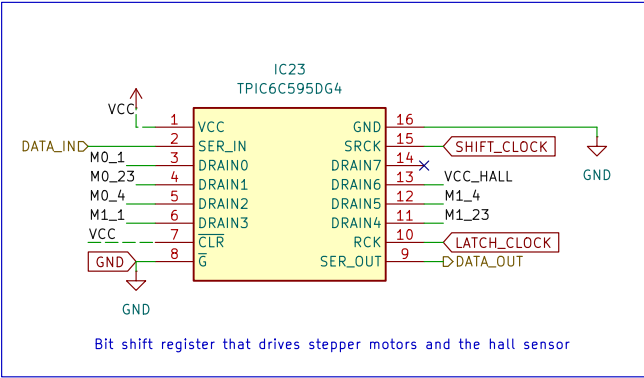 IC23
TPIC6C595DG4
VCC
1 VCC GND 16
DATA_IN 2 SER_IN SRCK 15 SHIFT_CLOCK
M0_1 3 DRAIN0 DRAIN7 14
M0_23 4 DRAIN1 DRAIN6 13 VCC_HALL
M0_4 5 DRAIN2 DRAIN5 12 M1_4
M1_1 6 DRAIN3 DRAIN4 11 M1_23
VCC 7 CLR RCK 10 LATCH_CLOCK
GND 8 G SER_OUT 9 DATA_OUT
GND
GND
Bit shift register that drives stepper motors and the hall sensor